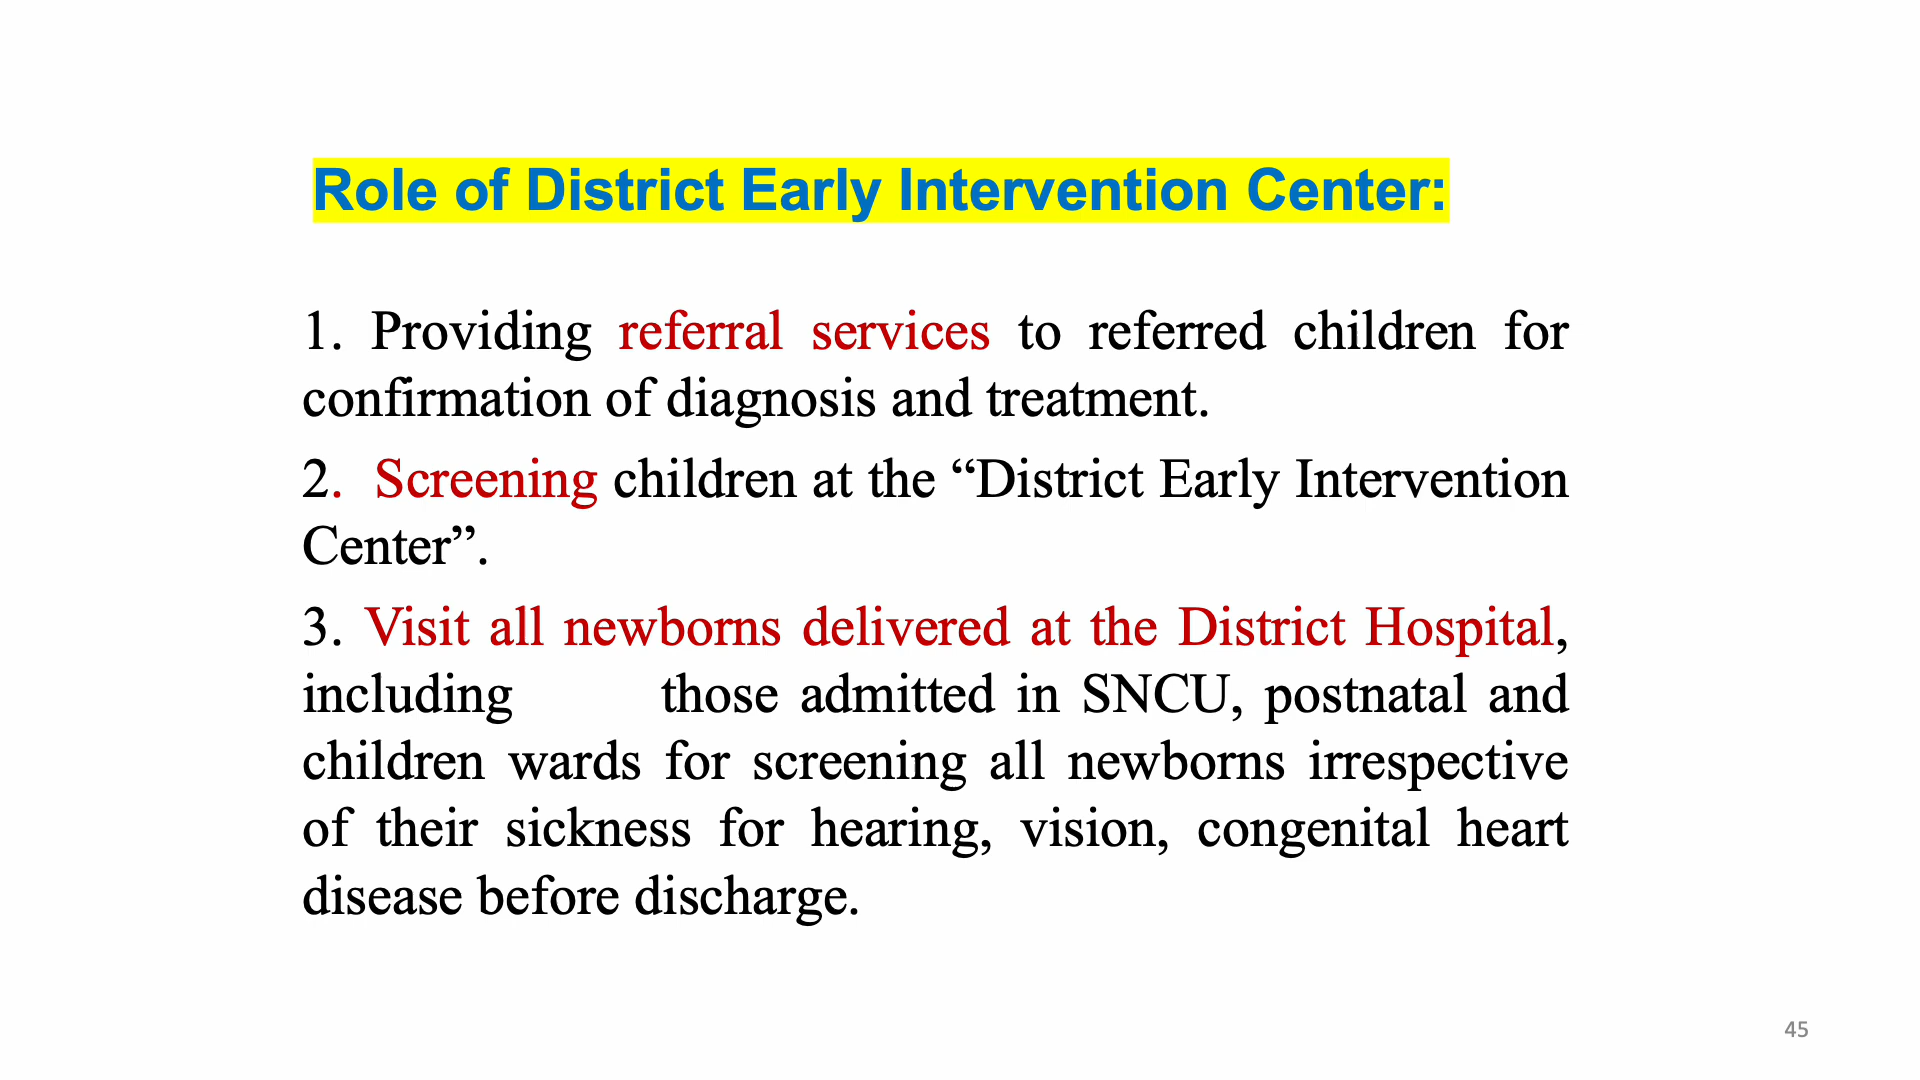 Role of District Early Intervention Center:
1. Providing referral services to referred children for
confirmation of diagnosis and treatment.
2. Screening children at the “District Early Intervention
Center”.
3. Visit all newborns delivered at the District Hospital,
including those admitted in SNCU, postnatal and
children wards for screening all newborns irrespective
of their sickness for hearing, vision, congenital heart
disease before discharge.
45